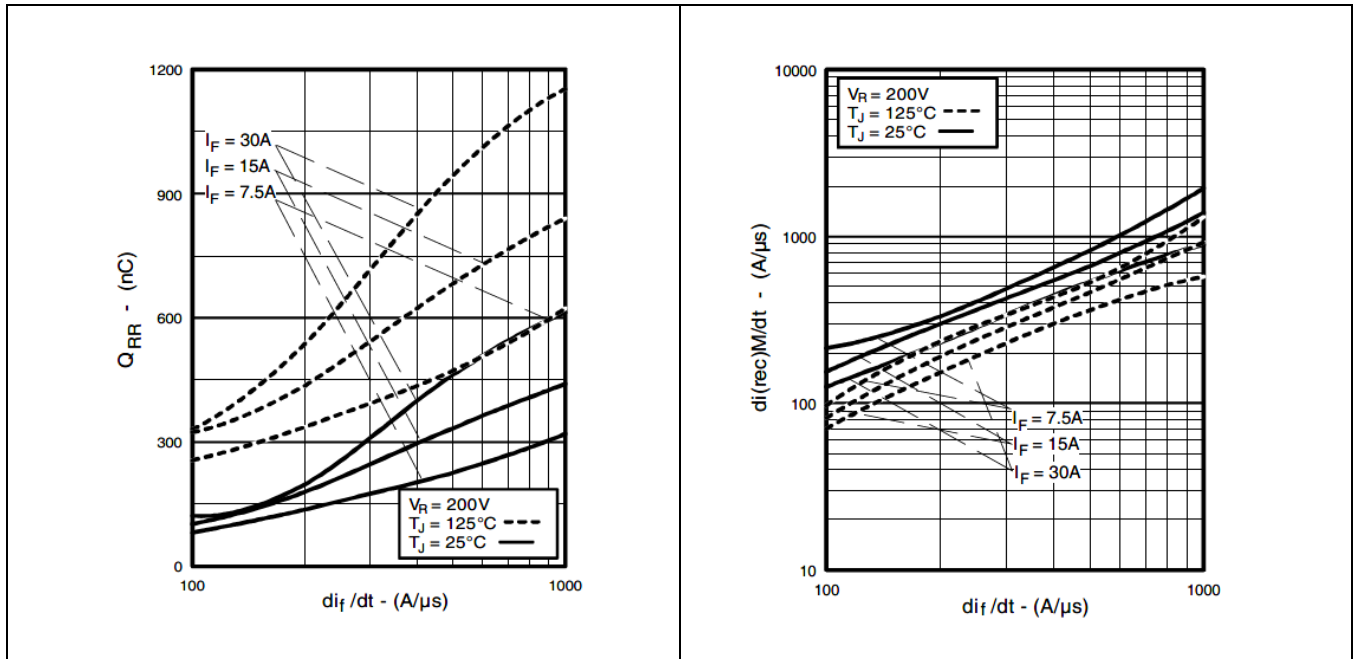 1200
900
600
300
0
Q_RR - (nC)
I_F = 30A
I_F = 15A
I_F = 7.5A
V_R = 200V
T_J = 125°C
T_J = 25°C
100
1000
di_f /dt - (A/µs)
10000
1000
100
10
di(rec)M/dt - (A/µs)
V_R = 200V
T_J = 125°C
T_J = 25°C
I_F = 7.5A
I_F = 15A
I_F = 30A
100
1000
di_f /dt - (A/µs)